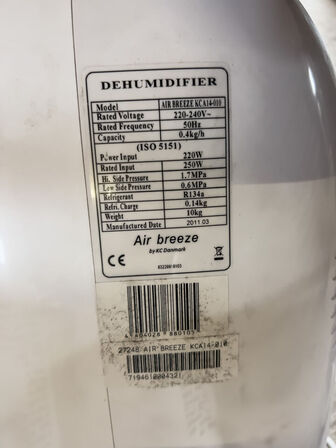 DEHUMIDIFIER
Model AIR BREEZE KCA14-010
Rated Voltage 220-240V~
Rated Frequency 50Hz
Capacity 0.4kg/h
(ISO 5151)
Power Input 220W
Rated Input 250W
Hi. Side Pressure 1.7MPa
Lo. Side Pressure 0.6MPa
Refrigerant R134a
Refri. Charge 0.14kg
Weight 10kg
Manufactured Date 2011.03
Air breeze
by KC Danmark
CE
27248 AIR BREEZE KCA14-010